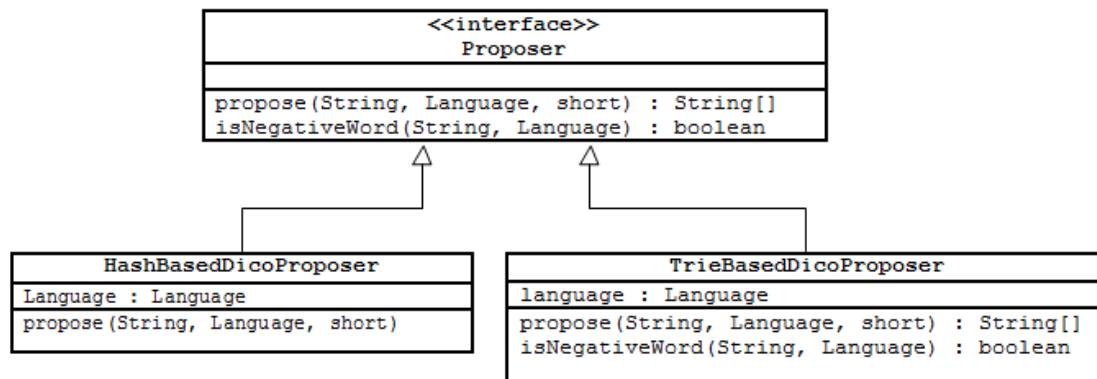 <<interface>>
Proposer
propose(String, Language, short) : String[]
isNegativeWord(String, Language) : boolean
HashBasedDicoProposer
Language : Language
propose(String, Language, short)
TrieBasedDicoProposer
language : Language
propose(String, Language, short) : String[]
isNegativeWord(String, Language) : boolean